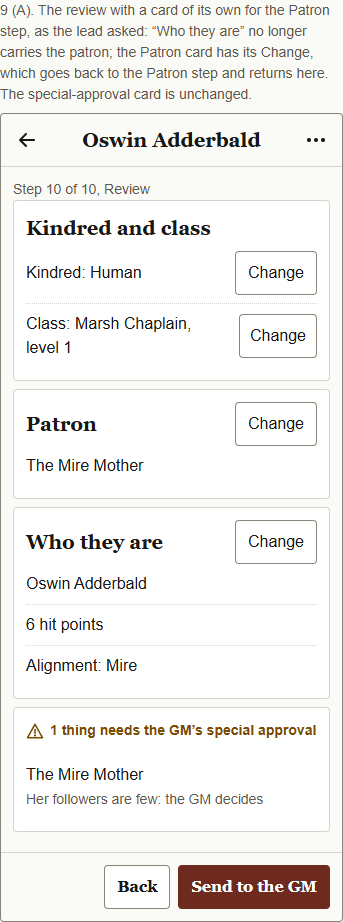 9 (A). The review with a card of its own for the Patron
step, as the lead asked: “Who they are” no longer
carries the patron; the Patron card has its Change,
which goes back to the Patron step and returns here.
The special-approval card is unchanged.
Oswin Adderbald
Step 10 of 10, Review
Kindred and class
Kindred: Human
Change
Class: Marsh Chaplain,
level 1
Change
Patron
Change
The Mire Mother
Who they are
Change
Oswin Adderbald
6 hit points
Alignment: Mire
1 thing needs the GM’s special approval
The Mire Mother
Her followers are few: the GM decides
Back
Send to the GM